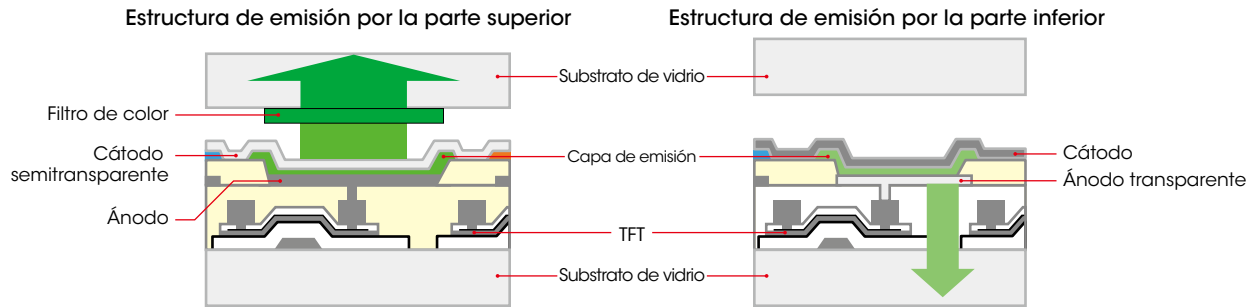 Estructura de emisión por la parte superior
Estructura de emisión por la parte inferior
Substrato de vidrio
Filtro de color
Cátodo
semitransparente
Capa de emisión
Cátodo
Ánodo transparente
Ánodo
TFT
Substrato de vidrio